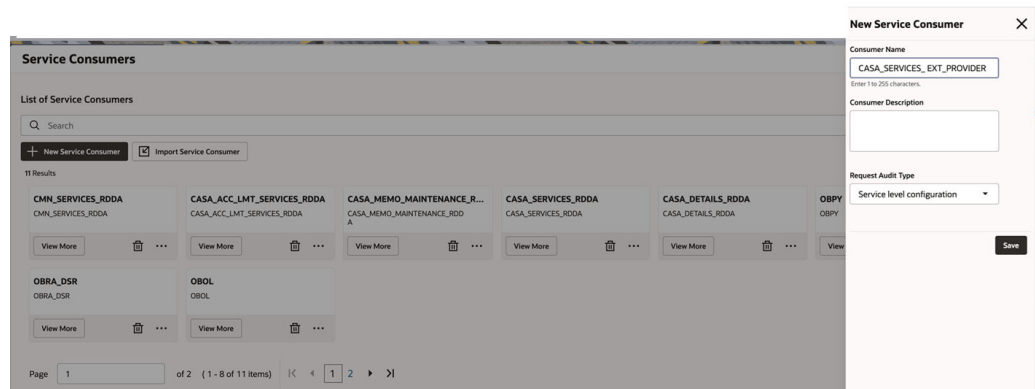 New Service Consumer
Consumer Name
CASA_SERVICES_ EXT_PROVIDER
Enter 1 to 255 characters.
Consumer Description
Request Audit Type
Service level configuration
Save
Service Consumers
List of Service Consumers
Search
New Service Consumer Import Service Consumer
11 Results
CMN_SERVICES_RDDA CASA_ACC_LMT_SERVICES_RDDA CASA_MEMO_MAINTENANCE_R... CASA_SERVICES_RDDA CASA_DETAILS_RDDA OBPY
CMN_SERVICES_RDDA CASA_ACC_LMT_SERVICES_RDDA CASA_MEMO_MAINTENANCE_RDD CASA_SERVICES_RDDA CASA_DETAILS_RDDA OBPY
A
View More View More View More View More View More View
OBRA_DSR OBOL
OBRA_DSR OBOL
View More View More
Page 1 of 2 ( 1 - 8 of 11 items) 1 2